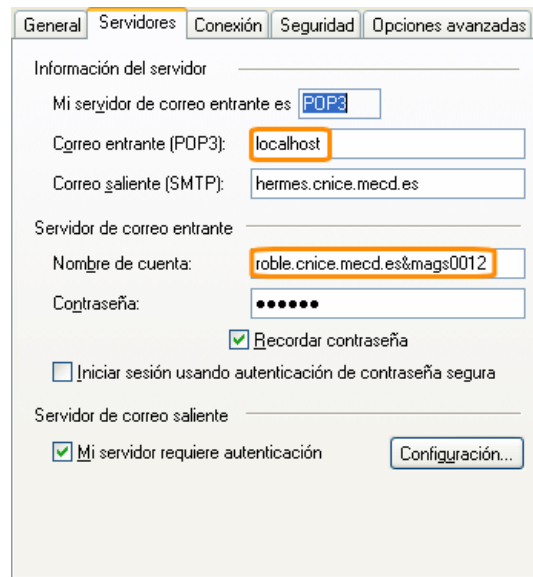 General Servidores Conexión Seguridad Opciones avanzadas
Información del servidor
Mi servidor de correo entrante es POP3
Correo entrante (POP3): localhost
Correo saliente (SMTP): hermes.cnice.mecd.es
Servidor de correo entrante
Nombre de cuenta: roble.cnice.mecd.es&mags0012
Contraseña: ●●●●●●
Recordar contraseña
Iniciar sesión usando autenticación de contraseña segura
Servidor de correo saliente
Mi servidor requiere autenticación Configuración...